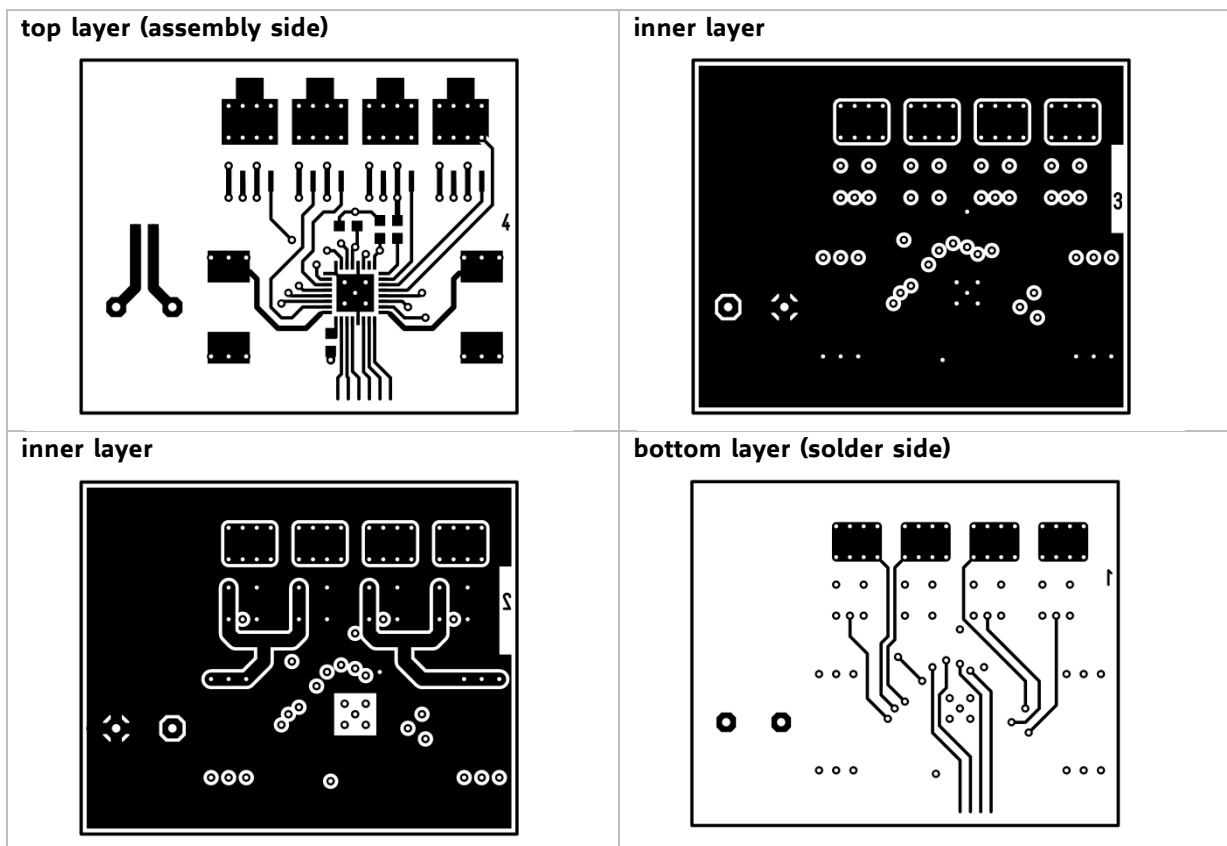 top layer (assembly side)
inner layer
4
3
inner layer
bottom layer (solder side)
2
1